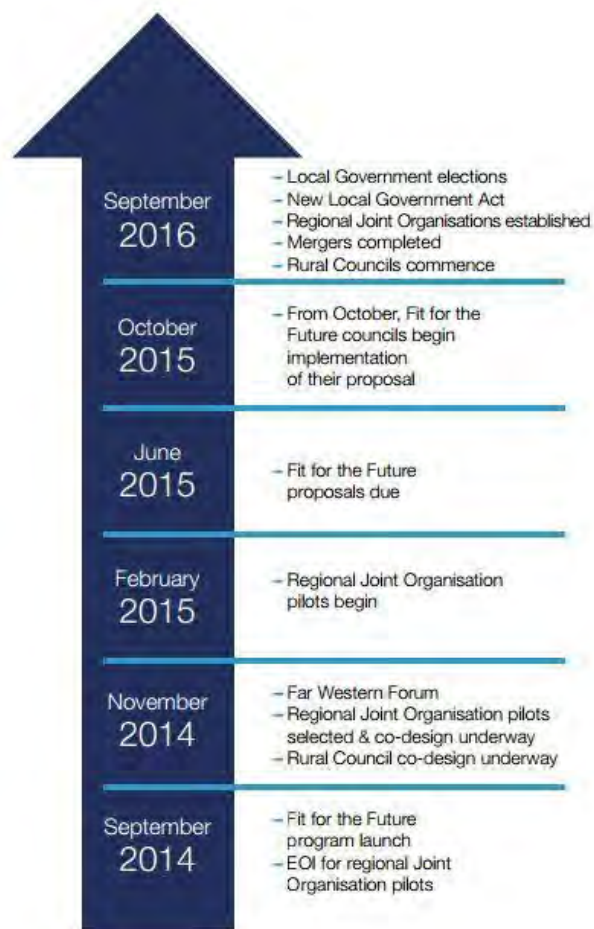 September
2016
– Local Government elections
– New Local Government Act
– Regional Joint Organisations established
– Mergers completed
– Rural Councils commence
October
2015
– From October, Fit for the
Future councils begin
implementation
of their proposal
June
2015
– Fit for the Future
proposals due
February
2015
– Regional Joint Organisation
pilots begin
November
2014
– Far Western Forum
– Regional Joint Organisation pilots
selected & co-design underway
– Rural Council co-design underway
September
2014
– Fit for the Future
program launch
– EOI for regional Joint
Organisation pilots